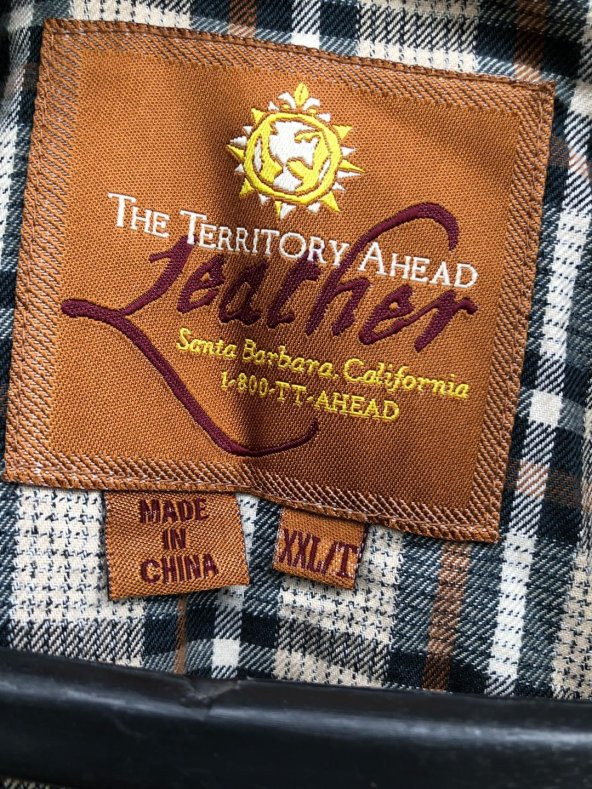 THE TERRITORY AHEAD
Leather
Santa Barbara, California
1-800-TT-AHEAD
MADE
IN
CHINA
XXL/T